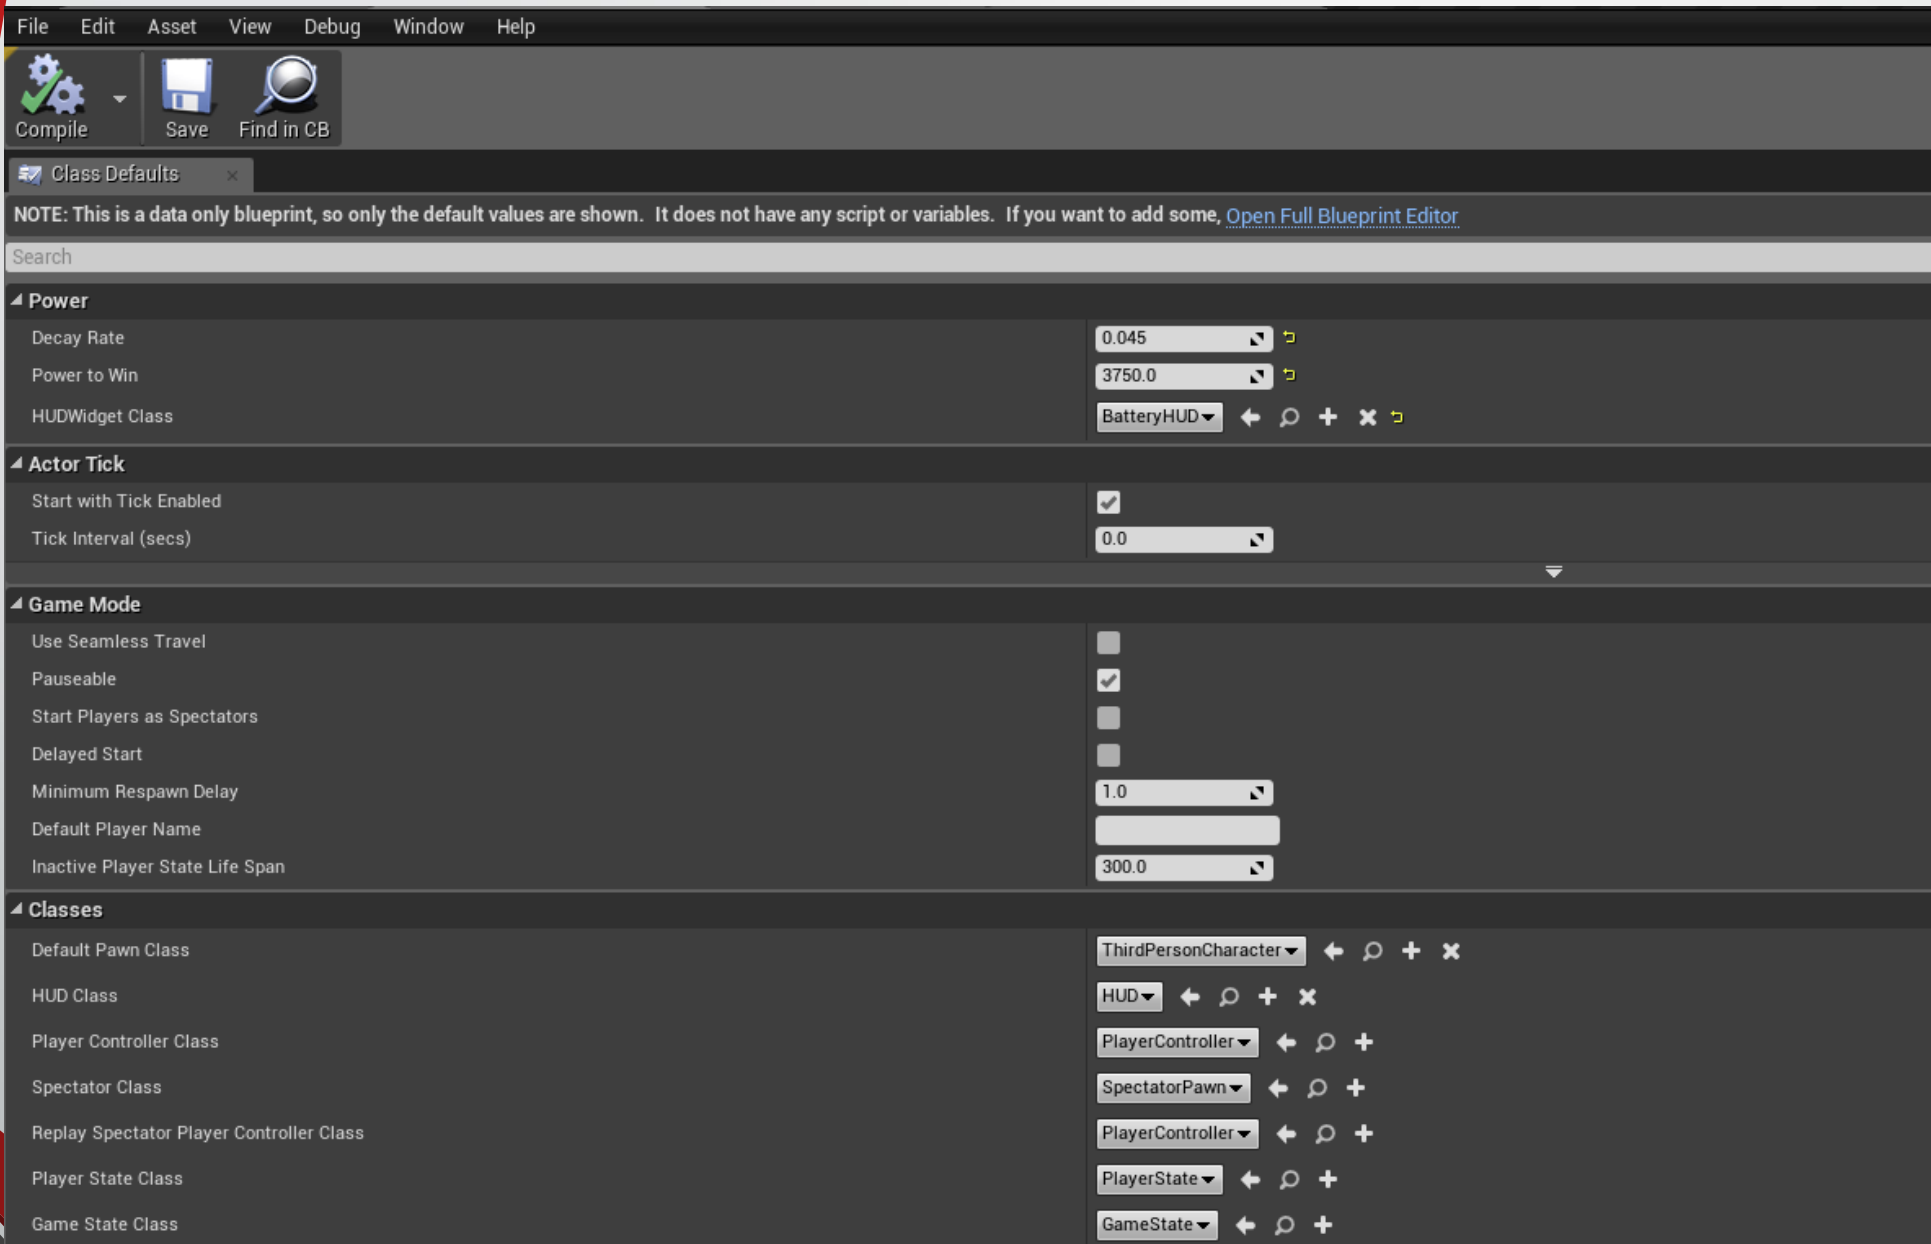 File Edit Asset View Debug Window Help
Compile Save Find in CB
Class Defaults
NOTE: This is a data only blueprint, so only the default values are shown. It does not have any script or variables. If you want to add some, Open Full Blueprint Editor
Search
Power
Decay Rate 0.045
Power to Win 3750.0
HUDWidget Class BatteryHUD
Actor Tick
Start with Tick Enabled
Tick Interval (secs) 0.0
Game Mode
Use Seamless Travel
Pauseable
Start Players as Spectators
Delayed Start
Minimum Respawn Delay 1.0
Default Player Name
Inactive Player State Life Span 300.0
Classes
Default Pawn Class ThirdPersonCharacter
HUD Class HUD
Player Controller Class PlayerController
Spectator Class SpectatorPawn
Replay Spectator Player Controller Class PlayerController
Player State Class PlayerState
Game State Class GameState